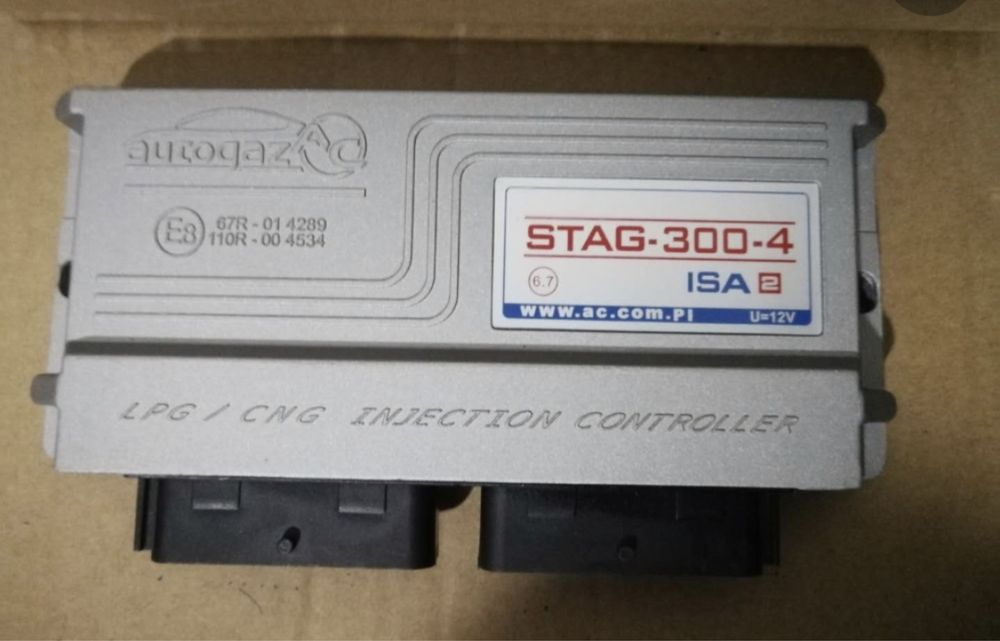 autogaz AC
E8
67R - 01 4289
110R - 00 4534
STAG-300-4
6.7
ISA 2
www.ac.com.pl
U=12V
LPG / CNG INJECTION CONTROLLER